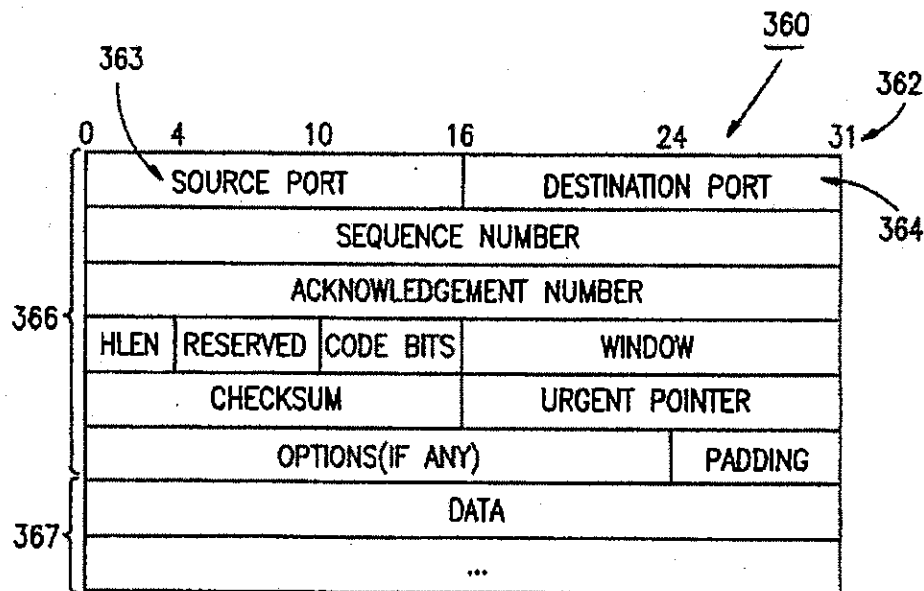 360
363
362
0 4 10 16 24 31
SOURCE PORT DESTINATION PORT
364
SEQUENCE NUMBER
ACKNOWLEDGEMENT NUMBER
366
HLEN RESERVED CODE BITS WINDOW
CHECKSUM URGENT POINTER
OPTIONS(IF ANY) PADDING
DATA
367
...